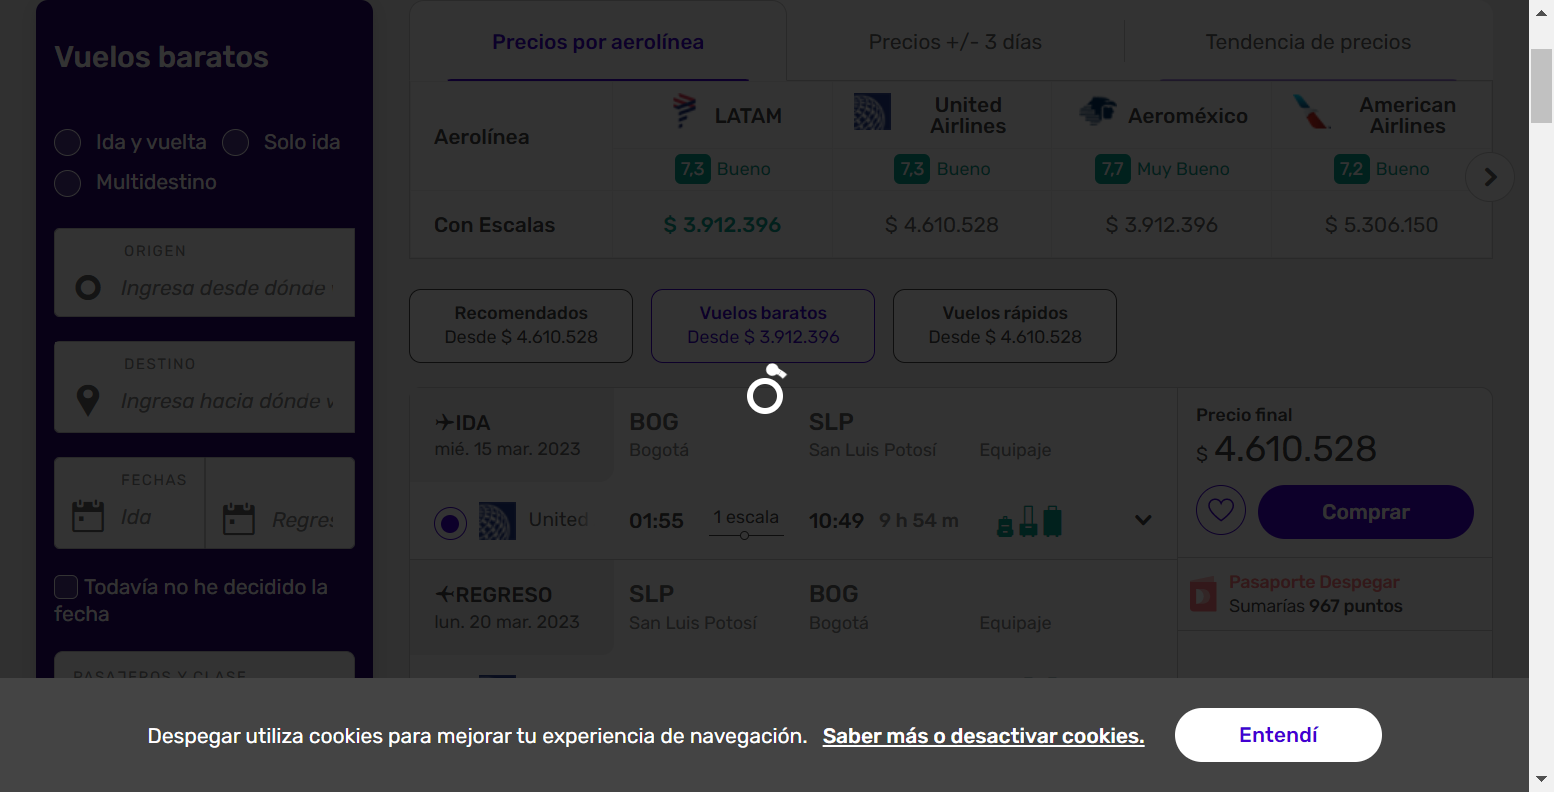 Vuelos baratos
Ida y vuelta
Solo ida
Multidestino
ORIGEN
Ingresa desde dónde
DESTINO
Ingresa hacia dónde v
FECHAS
Ida
Regres
Todavía no he decidido la
fecha
PASAJEROS Y CLASE
Precios por aerolínea
Precios +/- 3 días
Tendencia de precios
Aerolínea
LATAM
United
Airlines
Aeroméxico
American
Airlines
7,3 Bueno
7,3 Bueno
7,7 Muy Bueno
7,2 Bueno
Con Escalas
$ 3.912.396
$ 4.610.528
$ 3.912.396
$ 5.306.150
Recomendados
Desde $ 4.610.528
Vuelos baratos
Desde $ 3.912.396
Vuelos rápidos
Desde $ 4.610.528
IDA
mié. 15 mar. 2023
BOG
Bogotá
SLP
San Luis Potosí
Equipaje
United
01:55
1 escala
10:49
9 h 54 m
REGRESO
lun. 20 mar. 2023
SLP
San Luis Potosí
BOG
Bogotá
Equipaje
Precio final
$ 4.610.528
Comprar
Pasaporte Despegar
Sumarías 967 puntos
Despegar utiliza cookies para mejorar tu experiencia de navegación. Saber más o desactivar cookies.
Entendí